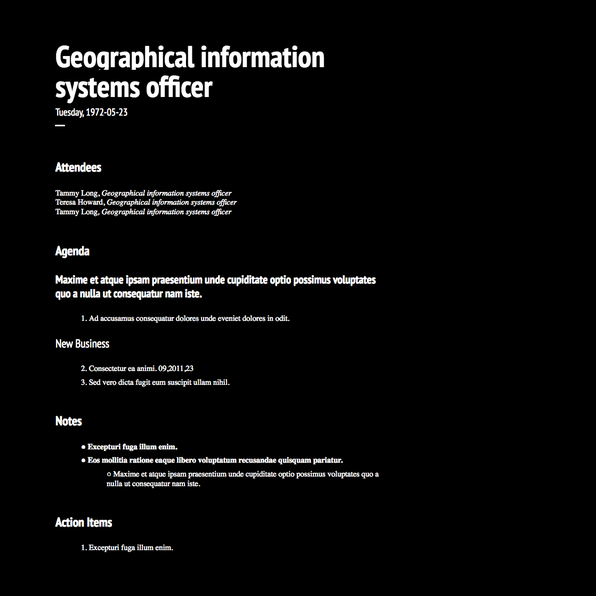 Geographical information
systems officer
Tuesday, 1972-05-23
Attendees
Tammy Long, Geographical information systems officer
Teresa Howard, Geographical information systems officer
Tammy Long, Geographical information systems officer
Agenda
Maxime et atque ipsam praesentium unde cupiditate optio possimus voluptates
quo a nulla ut consequatur nam iste.
1. Ad accusamus consequatur dolores unde eveniet dolores in odit.
New Business
2. Consectetur ea animi. 09,2011,23
3. Sed vero dicta fugit eum suscipit ullam nihil.
Notes
● Excepturi fuga illum enim.
● Eos mollitia ratione eaque libero voluptatum recusandae quisquam pariatur.
○ Maxime et atque ipsam praesentium unde cupiditate optio possimus voluptates quo a
nulla ut consequatur nam iste.
Action Items
1. Excepturi fuga illum enim.